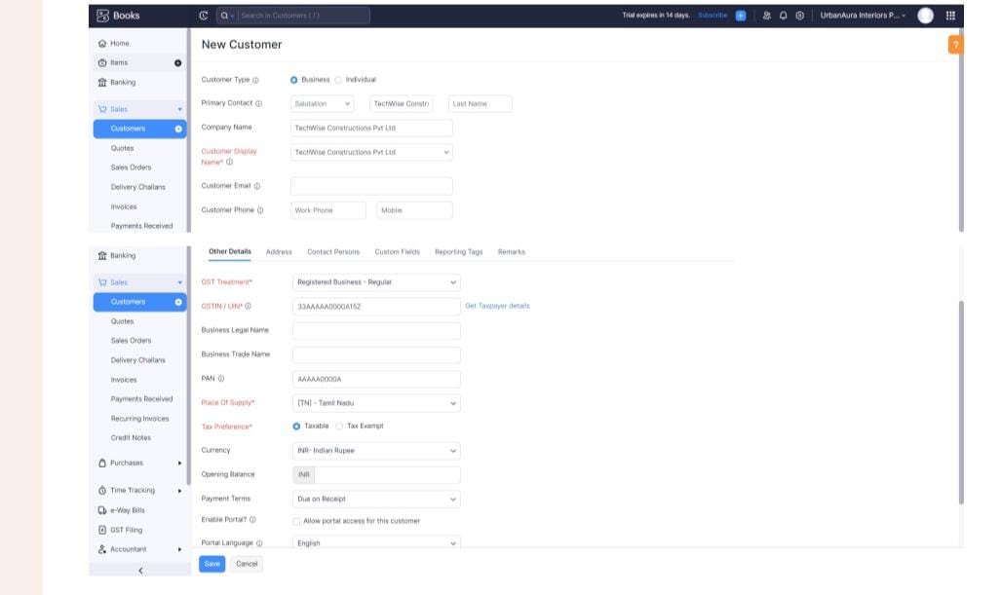 Books
Search in Customers ( / )
Trial expires in 14 days. Subscribe
UrbanAura Interiors P...
Home
Items
Banking
Sales
Customers
Quotes
Sales Orders
Delivery Challans
Invoices
Payments Received
New Customer
?
Customer Type Business Individual
Primary Contact Salutation TechWise Constr Last Name
Company Name TechWise Constructions Pvt Ltd
Customer Display Name* TechWise Constructions Pvt Ltd
Customer Email
Customer Phone Work Phone Mobile
Banking
Sales
Customers
Quotes
Sales Orders
Delivery Challans
Invoices
Payments Received
Recurring Invoices
Credit Notes
Purchases
Time Tracking
e-Way Bills
GST Filing
Accountant
Other Details Address Contact Persons Custom Fields Reporting Tags Remarks
GST Treatment* Registered Business - Regular
GSTIN / UIN* 33AAAAA0000A15Z Get Taxpayer details
Business Legal Name
Business Trade Name
PAN AAAAA0000A
Place Of Supply* [TN] - Tamil Nadu
Tax Preference* Taxable Tax Exempt
Currency INR- Indian Rupee
Opening Balance INR
Payment Terms Due on Receipt
Enable Portal? Allow portal access for this customer
Portal Language English
Save Cancel